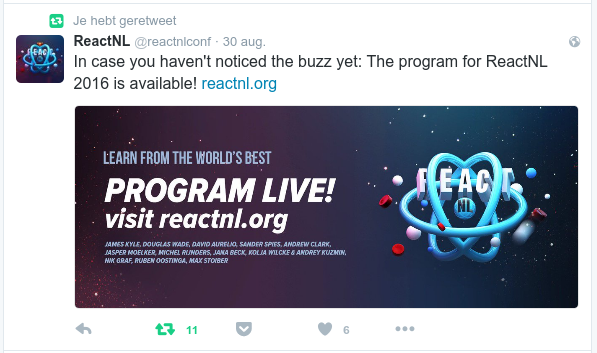 Je hebt geretweet
ReactNL @reactnlconf · 30 aug.
In case you haven't noticed the buzz yet: The program for ReactNL
2016 is available! reactnl.org
REACT
NL
LEARN FROM THE WORLD'S BEST
PROGRAM LIVE!
visit reactnl.org
JAMES KYLE, DOUGLAS WADE, DAVID AURELIO, SANDER SPIES, ANDREW CLARK,
JASPER MOELKER, MICHEL RIJNDERS, JANA BECK, KOLJA WILCKE & ANDREY KUZMIN,
NIK GRAF, RUBEN OOSTINGA, MAX STOIBER
REACT
NL
11
6